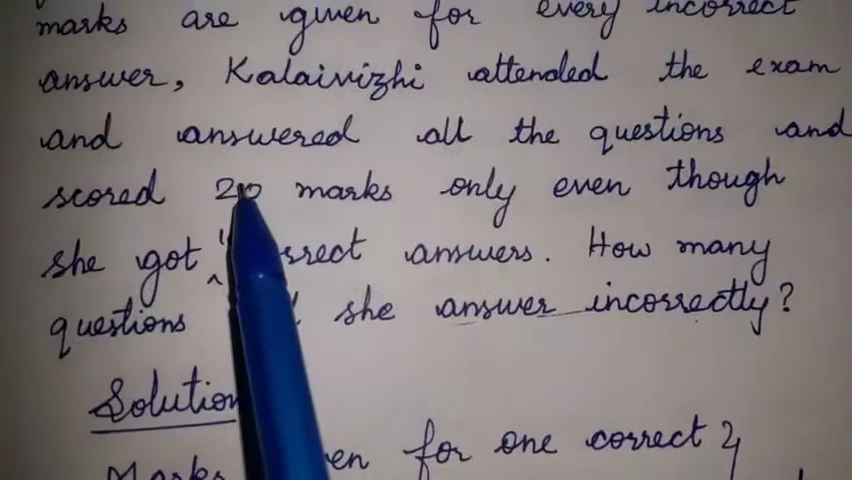 marks are given for every incorrect
answer, Kalaivizhi attended the exam
and answered all the questions and
scored 20 marks only even though
she got answers. How many
questions she answer incorrectly?
Solution
Marks for one correct